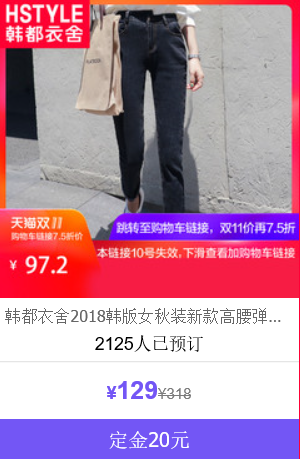 HSTYLE
韩都衣舍
天猫双11
购物车链接7.5折价
¥ 97.2
跳转至购物车链接，双11价再7.5折
本链接10号失效，下滑查看加购物车链接
韩都衣舍2018韩版女秋装新款高腰弹...
2125人已预订
¥129¥318
定金20元